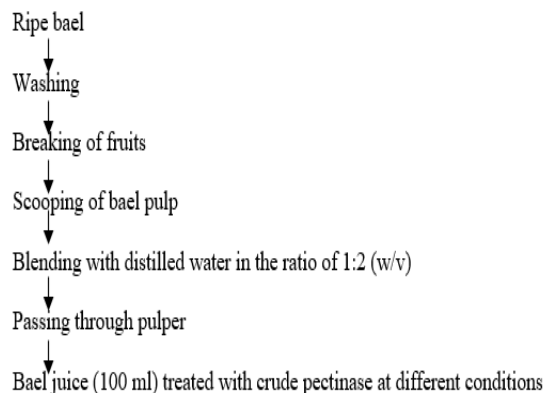 Ripe bael
Washing
Breaking of fruits
Scooping of bael pulp
Blending with distilled water in the ratio of 1:2 (w/v)
Passing through pulper
Bael juice (100 ml) treated with crude pectinase at different conditions